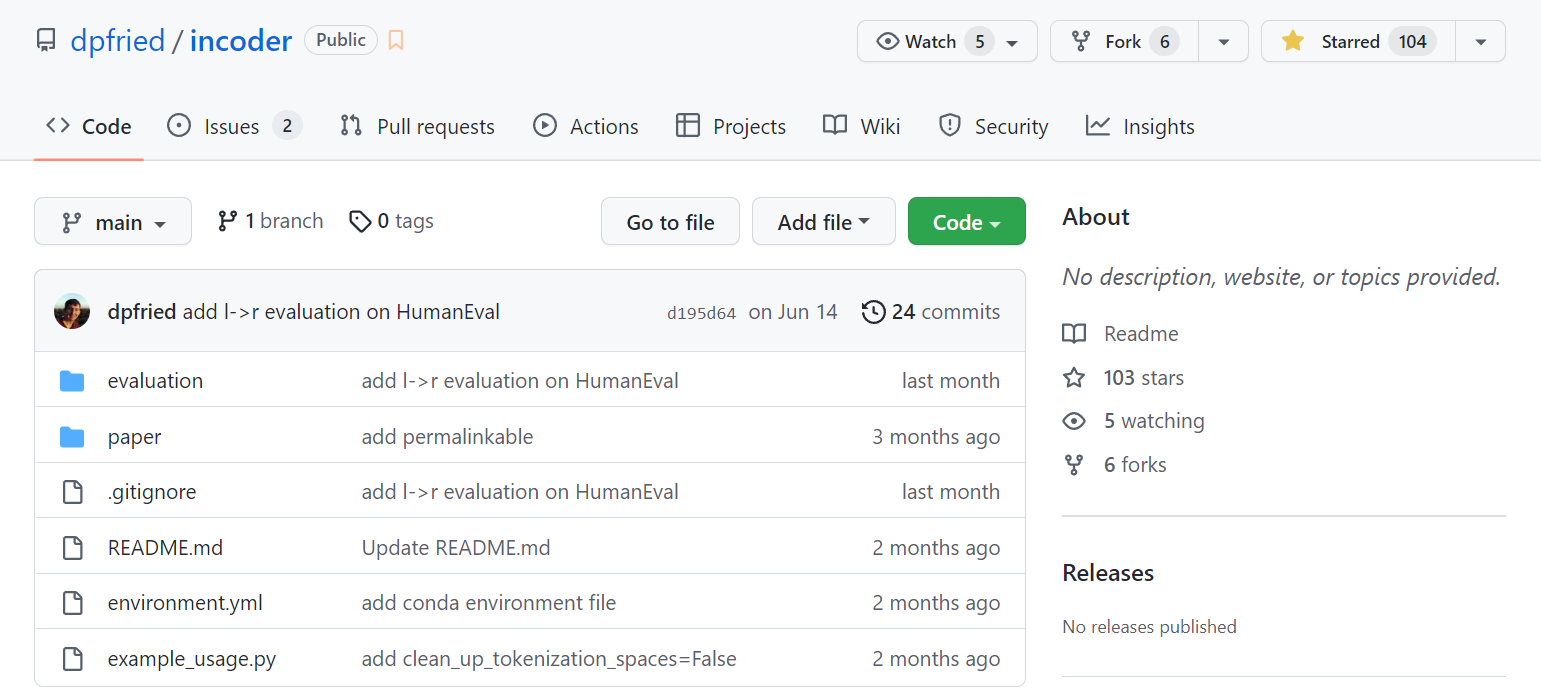 dpfried / incoder Public Watch 5 Fork 6 Starred 104
Code Issues 2 Pull requests Actions Projects Wiki Security Insights
main 1 branch 0 tags Go to file Add file Code
dpfried add l->r evaluation on HumanEval d195d64 on Jun 14 24 commits
evaluation add l->r evaluation on HumanEval last month
paper add permalinkable 3 months ago
.gitignore add l->r evaluation on HumanEval last month
README.md Update README.md 2 months ago
environment.yml add conda environment file 2 months ago
example_usage.py add clean_up_tokenization_spaces=False 2 months ago
About
No description, website, or topics provided.
Readme
103 stars
5 watching
6 forks
Releases
No releases published